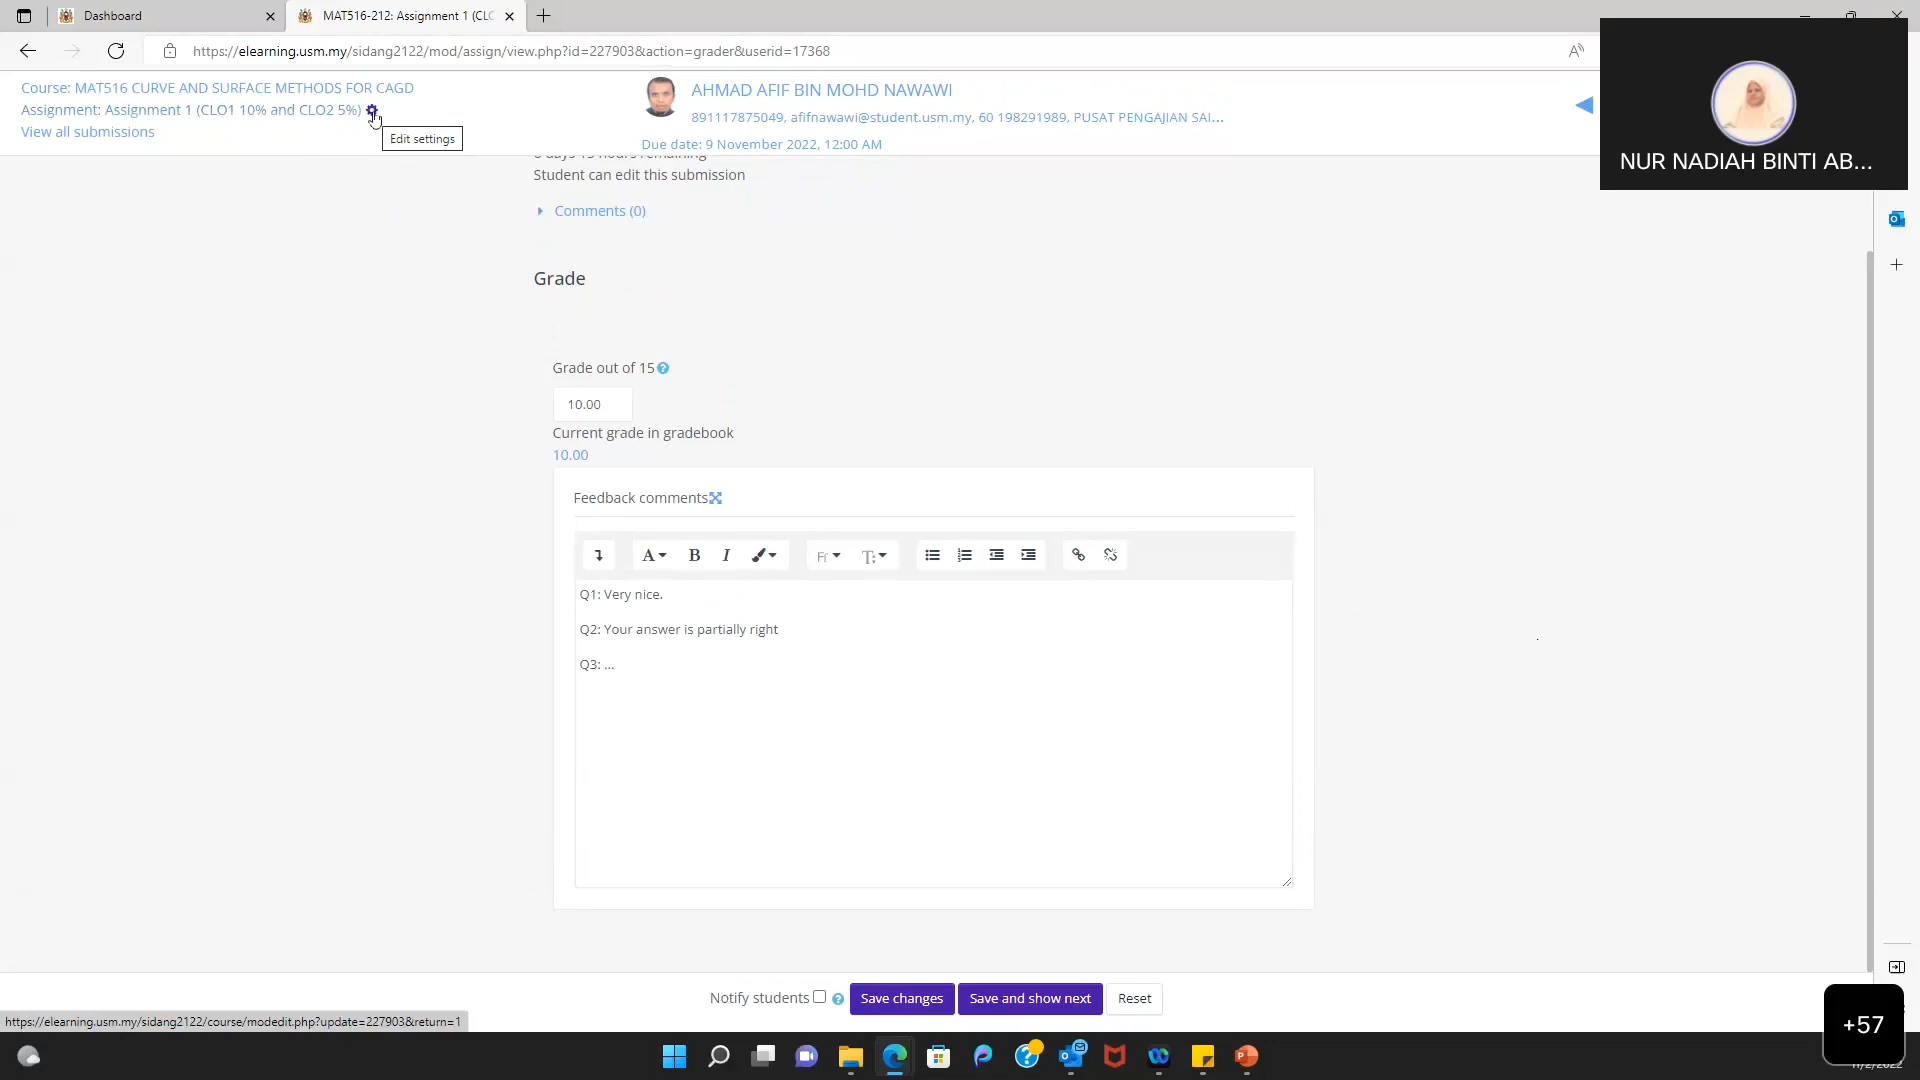 Dashboard
MAT516-212: Assignment 1 (CLO
https://elearning.usm.my/sidang2122/mod/assign/view.php?id=227903&action=grader&userid=17368
Course: MAT516 CURVE AND SURFACE METHODS FOR CAGD
Assignment: Assignment 1 (CLO1 10% and CLO2 5%)
View all submissions
Edit settings
AHMAD AFIF BIN MOHD NAWAWI
891117875049, afifnawawi@student.usm.my, 60 198291989, PUSAT PENGAJIAN SAI...
Due date: 9 November 2022, 12:00 AM
NUR NADIAH BINTI AB...
hours remaining
Student can edit this submission
Comments (0)
Grade
Grade out of 15
10.00
Current grade in gradebook
10.00
Feedback comments
Q1: Very nice.
Q2: Your answer is partially right
Q3: ...
Notify students
Save changes
Save and show next
Reset
https://elearning.usm.my/sidang2122/course/modedit.php?update=227903&return=1
+57